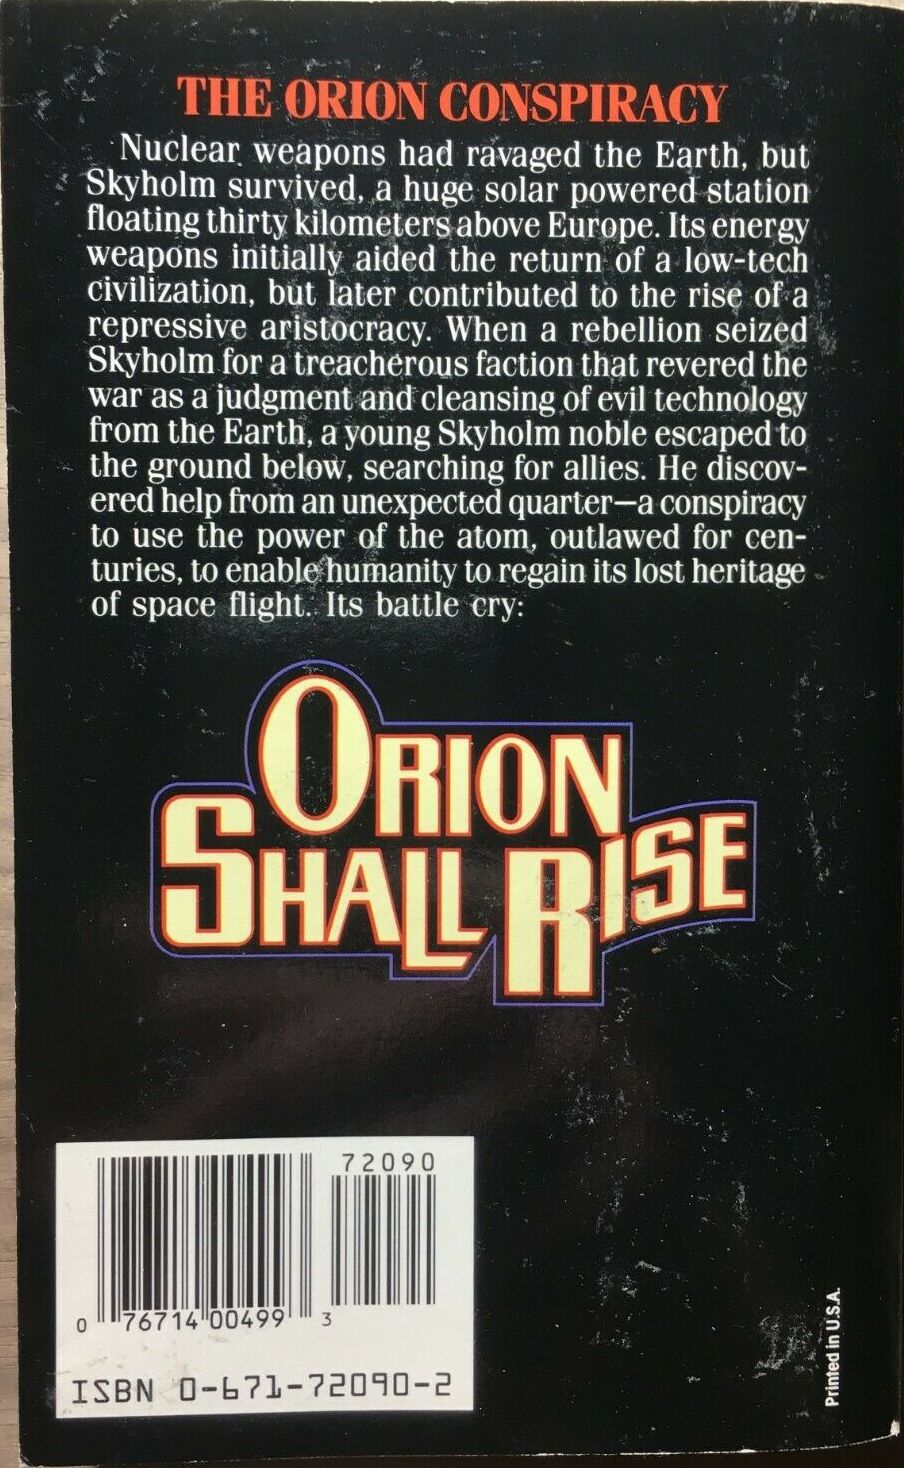 THE ORION CONSPIRACY
Nuclear weapons had ravaged the Earth, but
Skyholm survived, a huge solar powered station
floating thirty kilometers above Europe. Its energy
weapons initially aided the return of a low-tech
civilization, but later contributed to the rise of a
repressive aristocracy. When a rebellion seized
Skyholm for a treacherous faction that revered the
war as a judgment and cleansing of evil technology
from the Earth, a young Skyholm noble escaped to
the ground below, searching for allies. He discov-
ered help from an unexpected quarter—a conspiracy
to use the power of the atom, outlawed for cen-
turies, to enable humanity to regain its lost heritage
of space flight. Its battle cry:
ORION
SHALL RISE
72090
0 76714 00499 3
ISBN 0-671-72090-2
Printed in U.S.A.